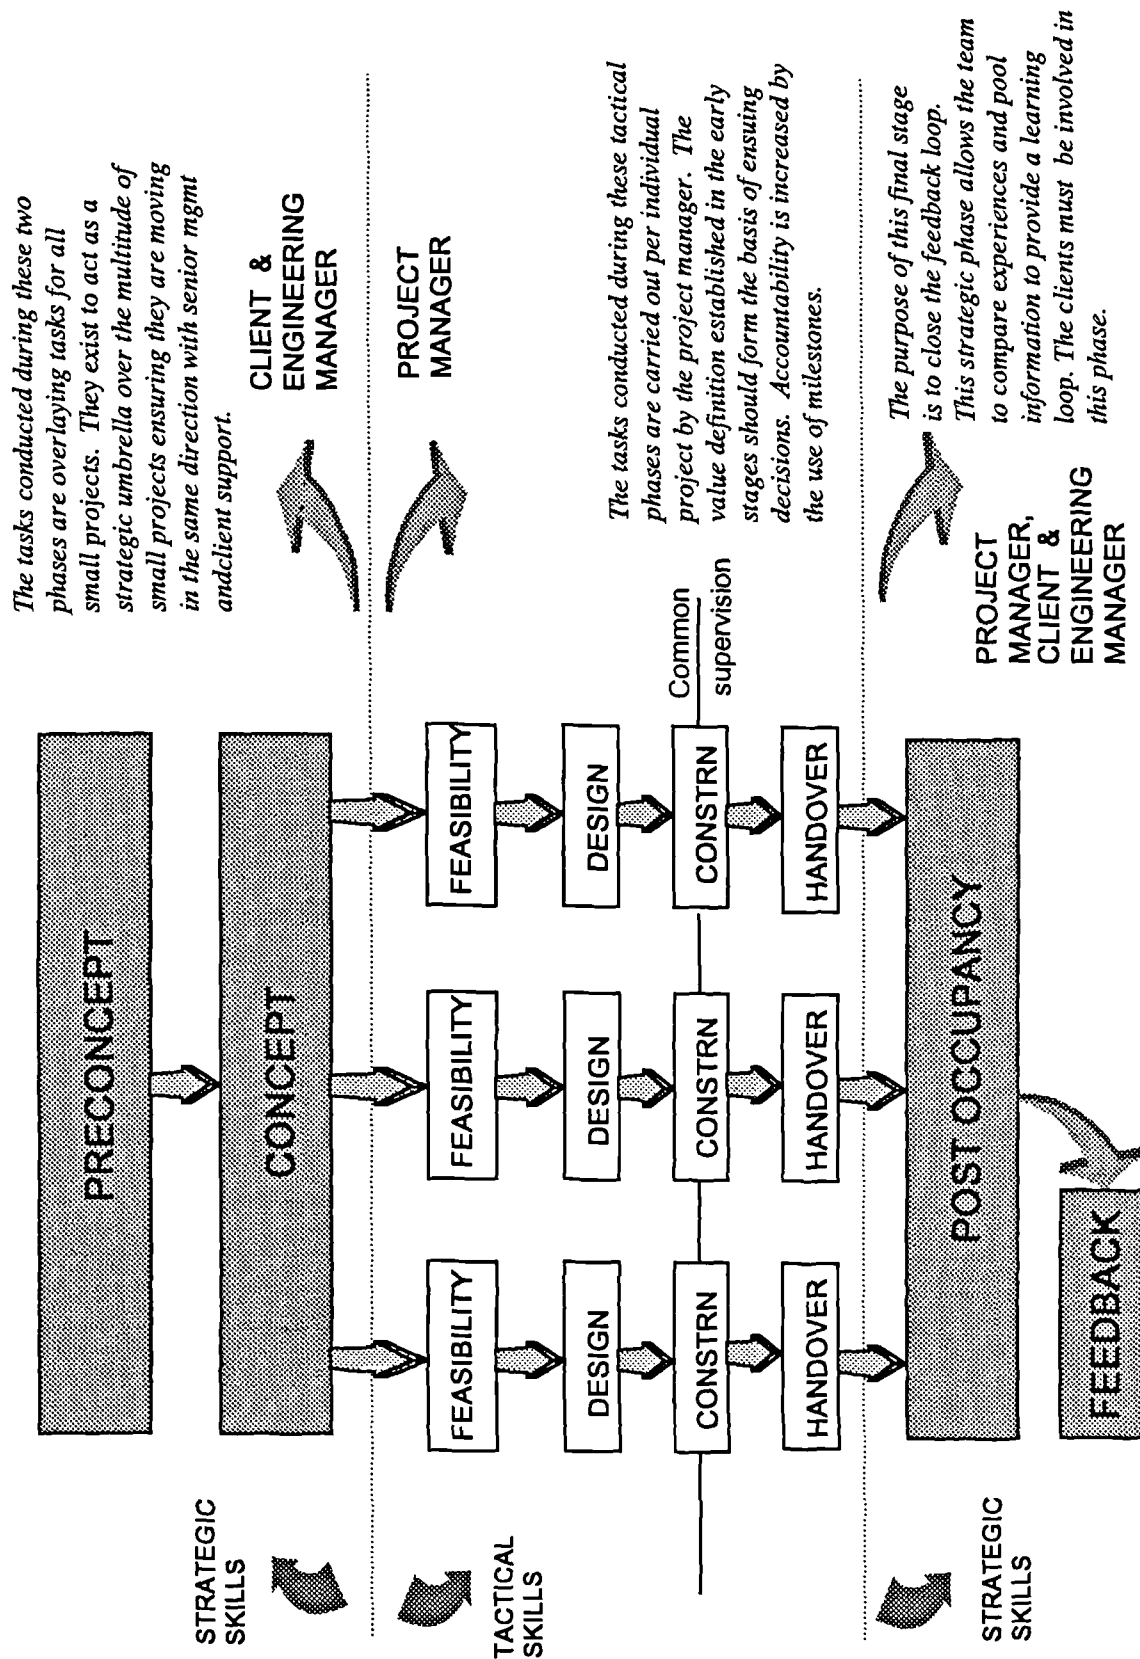 The tasks conducted during these two
phases are overlaying tasks for all
small projects. They exist to act as a
strategic umbrella over the multitude of
small projects ensuring they are moving
in the same direction with senior mgmt
andclient support.
STRATEGIC
SKILLS
PRECONCEPT
CONCEPT
CLIENT &
ENGINEERING
MANAGER
PROJECT
MANAGER
TACTICAL
SKILLS
FEASIBILITY
FEASIBILITY
FEASIBILITY
DESIGN
DESIGN
DESIGN
CONSTRN
CONSTRN
CONSTRN
Common
supervision
HANDOVER
HANDOVER
HANDOVER
The tasks conducted during these tactical
phases are carried out per individual
project by the project manager. The
value definition established in the early
stages should form the basis of ensuing
decisions. Accountability is increased by
the use of milestones.
STRATEGIC
SKILLS
POST OCCUPANCY
FEEDBACK
PROJECT
MANAGER,
CLIENT &
ENGINEERING
MANAGER
The purpose of this final stage
is to close the feedback loop.
This strategic phase allows the team
to compare experiences and pool
information to provide a learning
loop. The clients must be involved in
this phase.